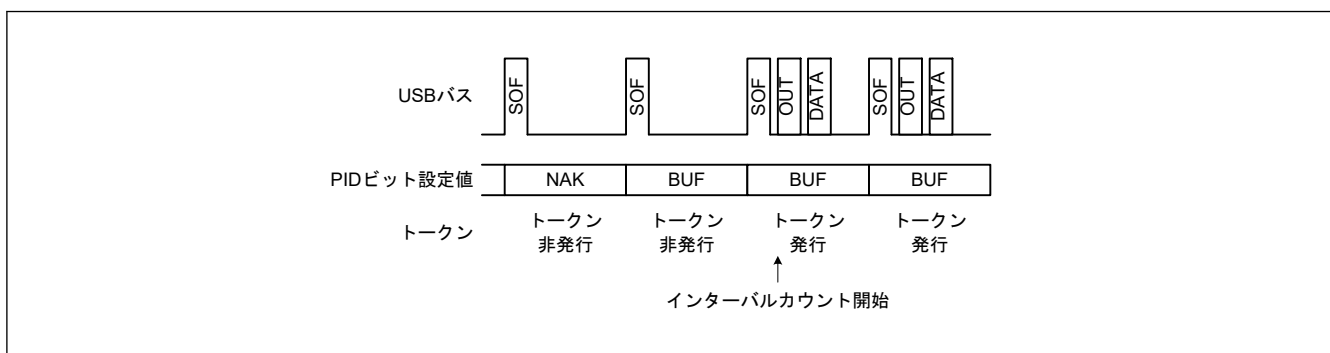 USBバス
SOF
SOF
SOF OUT DATA
SOF OUT DATA
PIDビット設定値 NAK BUF BUF BUF
トークン
トークン
非発行
トークン
非発行
トークン
発行
トークン
発行
インターバルカウント開始